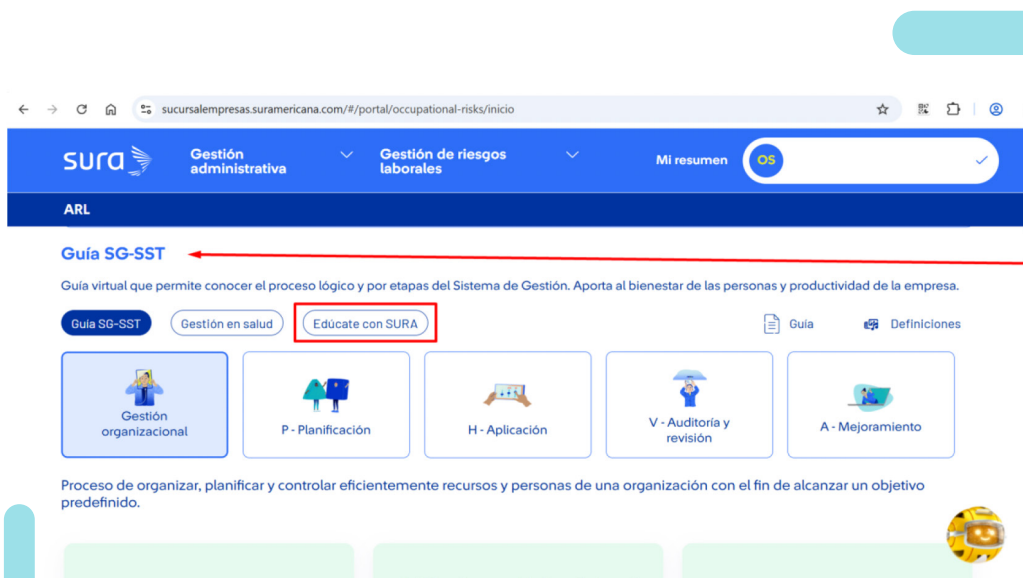 sucursalempresas.suramericana.com/#/portal/occupational-risks/inicio
sura
Gestión
administrativa
Gestión de riesgos
laborales
Mi resumen
OS
ARL
Guía SG-SST
Guía virtual que permite conocer el proceso lógico y por etapas del Sistema de Gestión. Aporta al bienestar de las personas y productividad de la empresa.
Guía SG-SST
Gestión en salud
Edúcate con SURA
Guía
Definiciones
Gestión
organizacional
P - Planificación
H - Aplicación
V - Auditoría y
revisión
A - Mejoramiento
Proceso de organizar, planificar y controlar eficientemente recursos y personas de una organización con el fin de alcanzar un objetivo
predefinido.